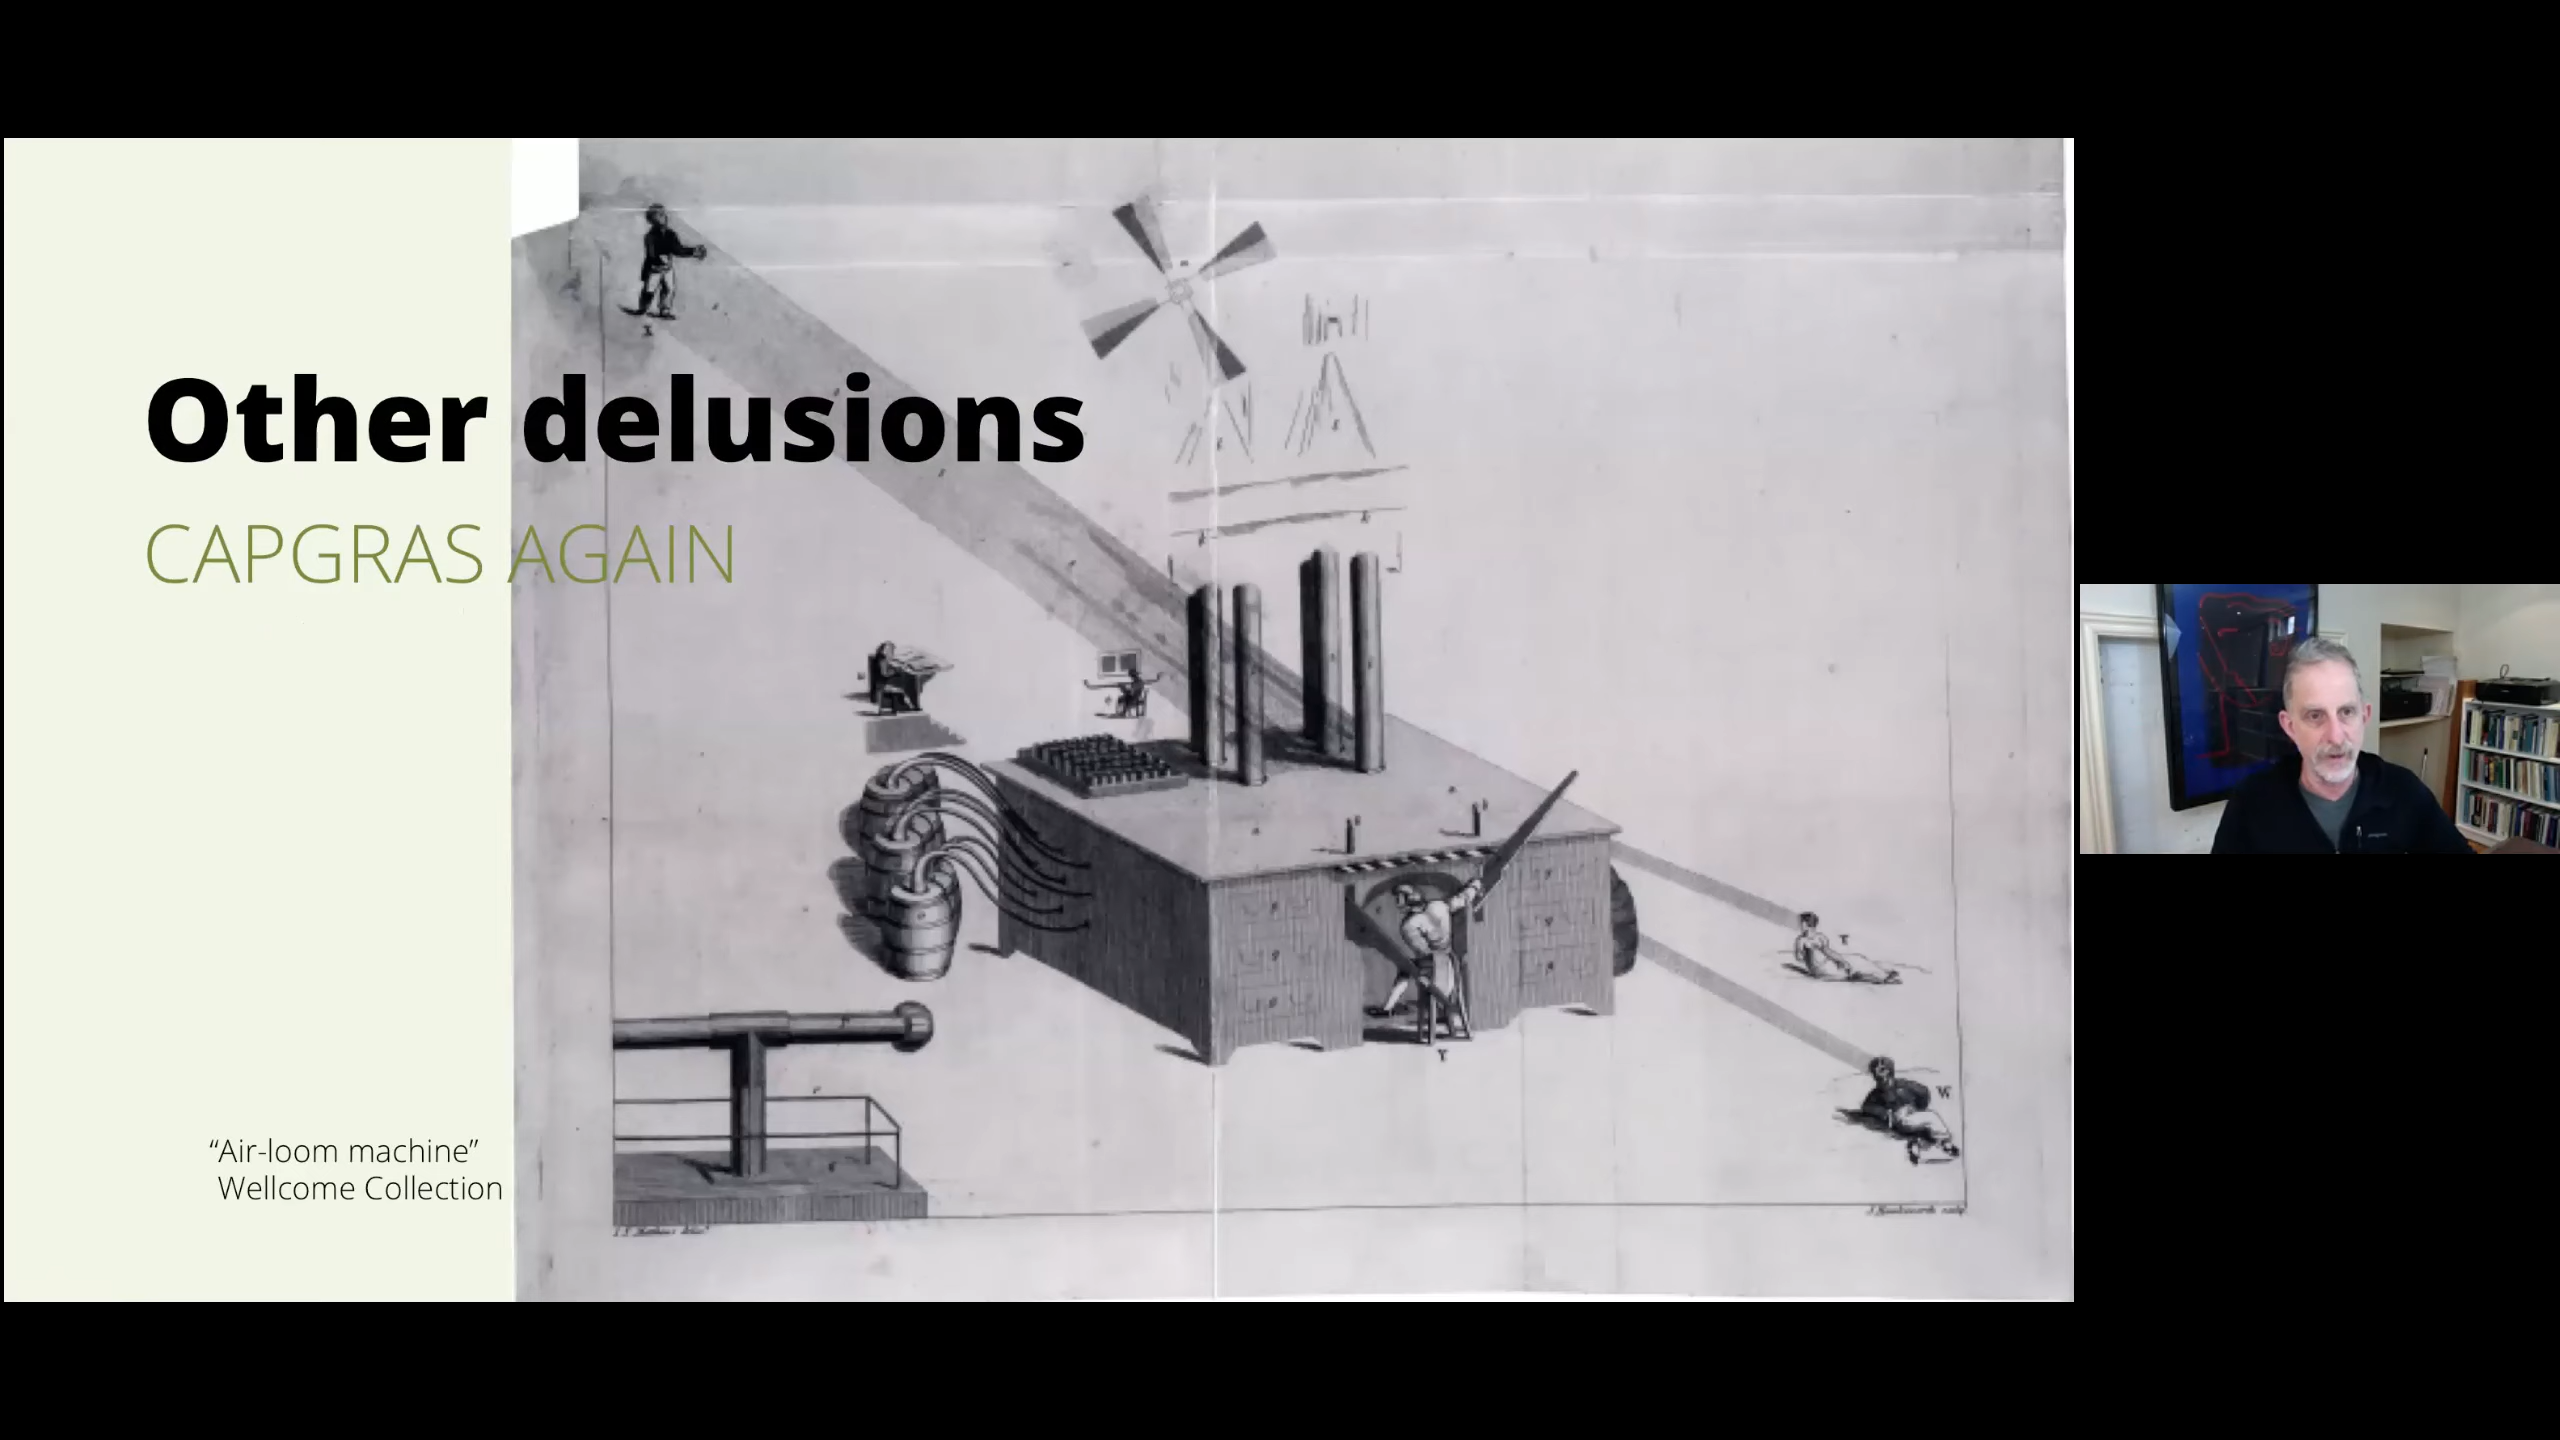 Other delusions
CAPGRAS AGAIN
“Air-loom machine”
Wellcome Collection
X
T
W
Y